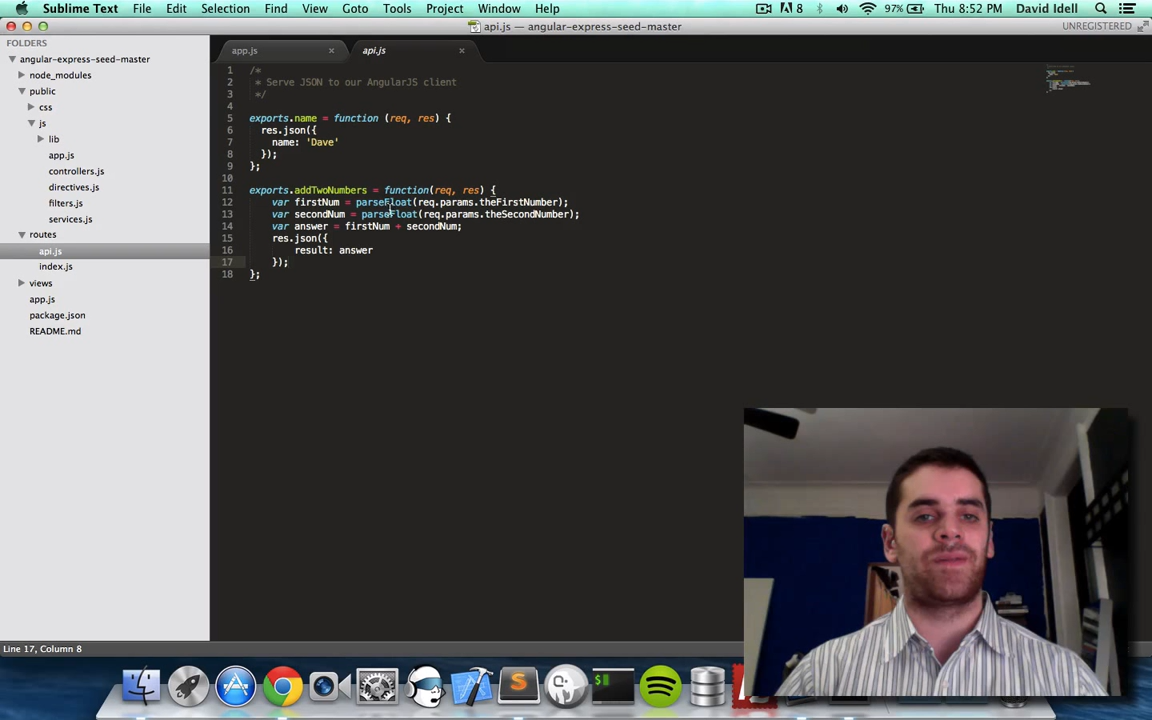 Sublime Text File Edit Selection Find View Goto Tools Project Window Help 8 97% Thu 8:52 PM David Idell
api.js — angular-express-seed-master UNREGISTERED
FOLDERS
angular-express-seed-master
node_modules
public
css
js
lib
app.js
controllers.js
directives.js
filters.js
services.js
routes
api.js
index.js
views
app.js
package.json
README.md
app.js × api.js ×
1 /*
2 * Serve JSON to our AngularJS client
3 */
4
5 exports.name = function (req, res) {
6 res.json({
7 name: 'Dave'
8 });
9 };
10
11 exports.addTwoNumbers = function(req, res) {
12 var firstNum = parseFloat(req.params.theFirstNumber);
13 var secondNum = parseFloat(req.params.theSecondNumber);
14 var answer = firstNum + secondNum;
15 res.json({
16 result: answer
17 });
18 };
Line 17, Column 8